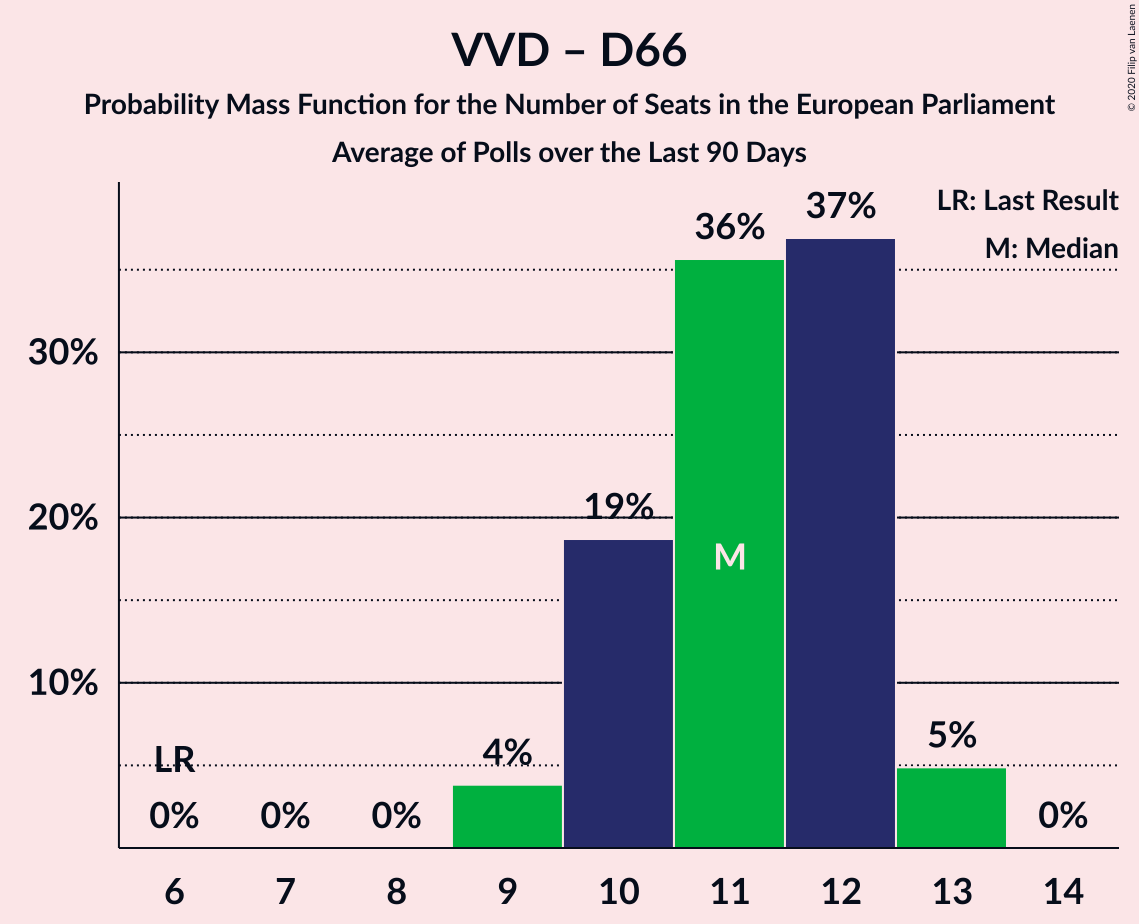 VVD – D66
Probability Mass Function for the Number of Seats in the European Parliament
Average of Polls over the Last 90 Days
© 2020 Filip van Laenen
LR: Last Result
M: Median
30%
20%
10%
LR
0%
0%
0%
4%
19%
36%
M
37%
5%
0%
6 7 8 9 10 11 12 13 14